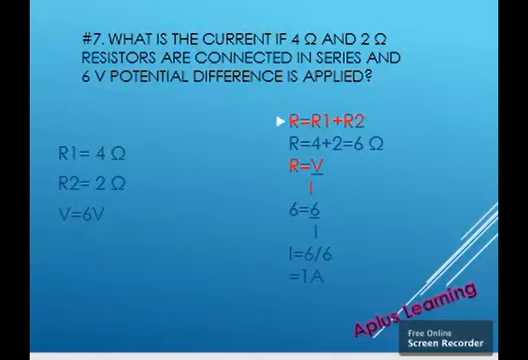 #7. WHAT IS THE CURRENT IF 4 Ω AND 2 Ω
RESISTORS ARE CONNECTED IN SERIES AND
6 V POTENTIAL DIFFERENCE IS APPLIED?
R1= 4 Ω
R2= 2 Ω
V=6V
R=R1+R2
R=4+2=6 Ω
R=V
I
6=6
I
I=6/6
=1A
Aplus Learning
Free Online
Screen Recorder